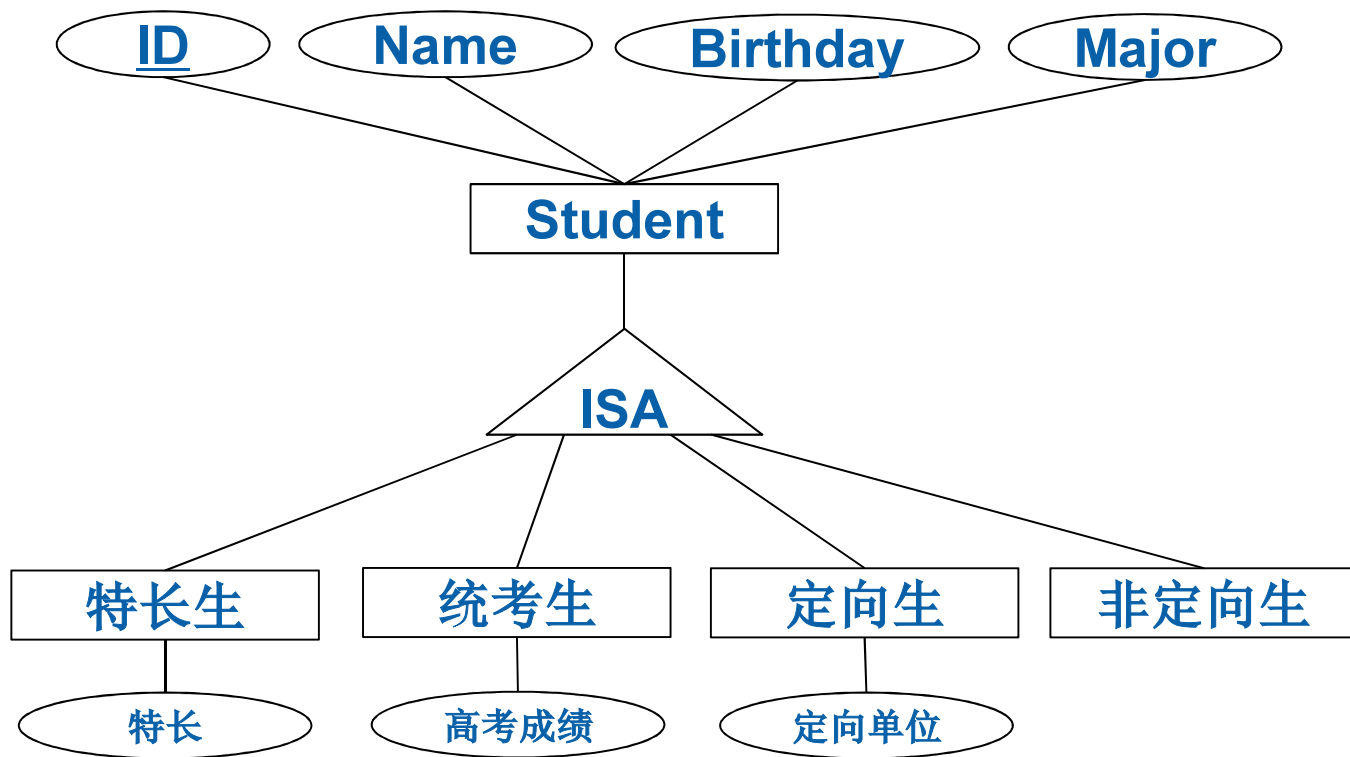 ID
Name
Birthday
Major
Student
ISA
特长生
统考生
定向生
非定向生
特长
高考成绩
定向单位